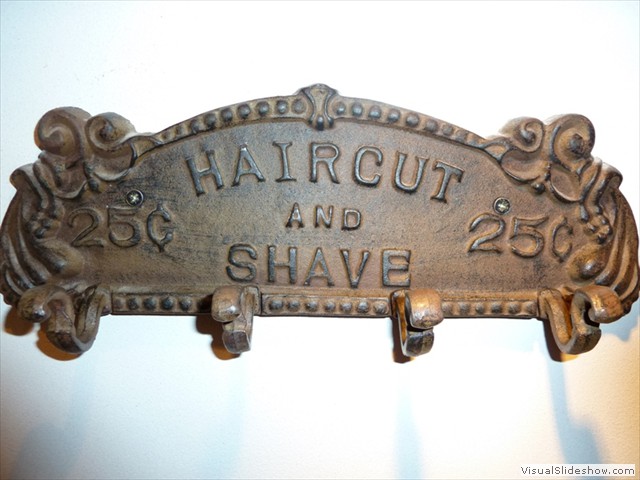 HAIRCUT
25¢ AND 25¢
SHAVE
VisualSlideshow.com